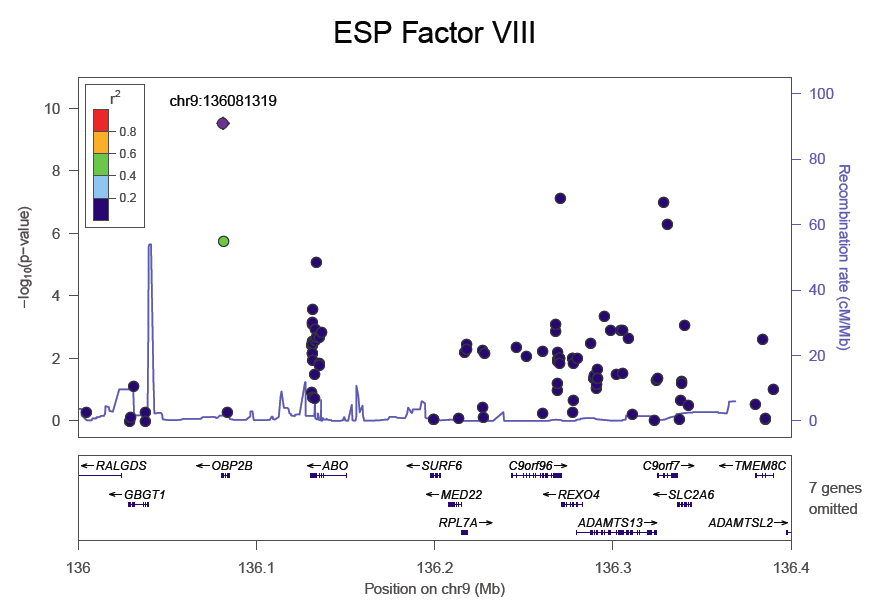 ESP Factor VIII
r2
0.8
0.6
0.4
0.2
chr9:136081319
10
8
6
4
2
0
−log10(p−value)
100
80
60
40
20
0
Recombination rate (cM/Mb)
RALGDS
OBP2B
ABO
SURF6
C9orf96
C9orf7
TMEM8C
GBGT1
MED22
REXO4
SLC2A6
RPL7A
ADAMTS13
ADAMTSL2
7 genes
omitted
136
136.1
136.2
136.3
136.4
Position on chr9 (Mb)